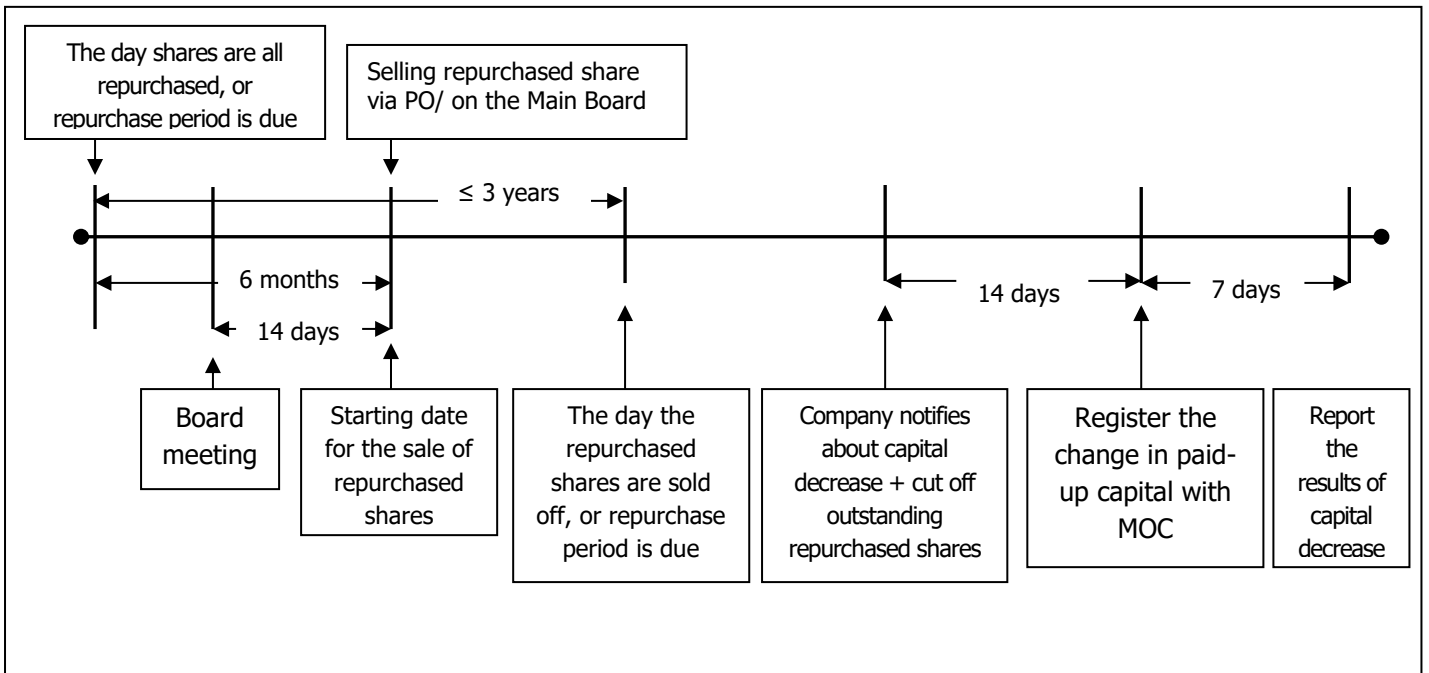 The day shares are all
repurchased, or
repurchase period is due
Selling repurchased share
via PO/ on the Main Board
≤ 3 years
6 months
14 days
14 days
7 days
Board
meeting
Starting date
for the sale of
repurchased
shares
The day the
repurchased
shares are sold
off, or repurchase
period is due
Company notifies
about capital
decrease + cut off
outstanding
repurchased shares
Register the
change in paid-
up capital with
MOC
Report
the
results of
capital
decrease